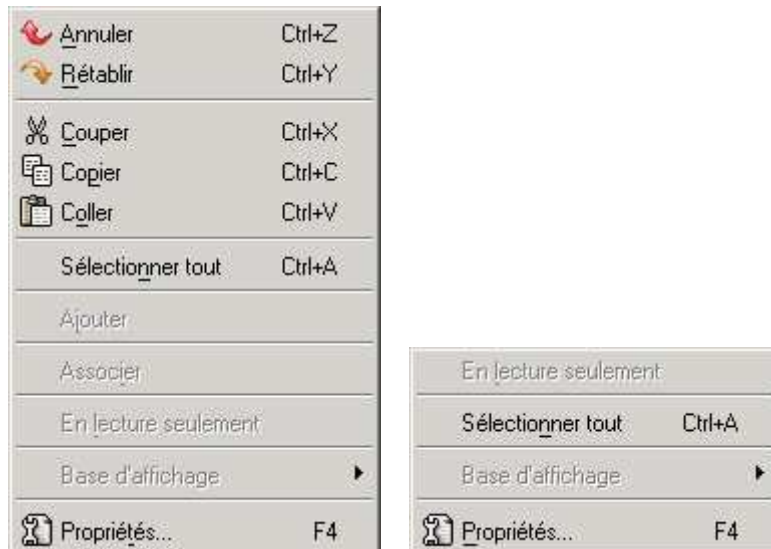 Annuler Ctrl+Z
Rétablir Ctrl+Y
Couper Ctrl+X
Copier Ctrl+C
Coller Ctrl+V
Sélectionner tout Ctrl+A
Ajouter
Associer
En lecture seulement
Base d'affichage
Propriétés... F4
En lecture seulement
Sélectionner tout Ctrl+A
Base d'affichage
Propriétés... F4